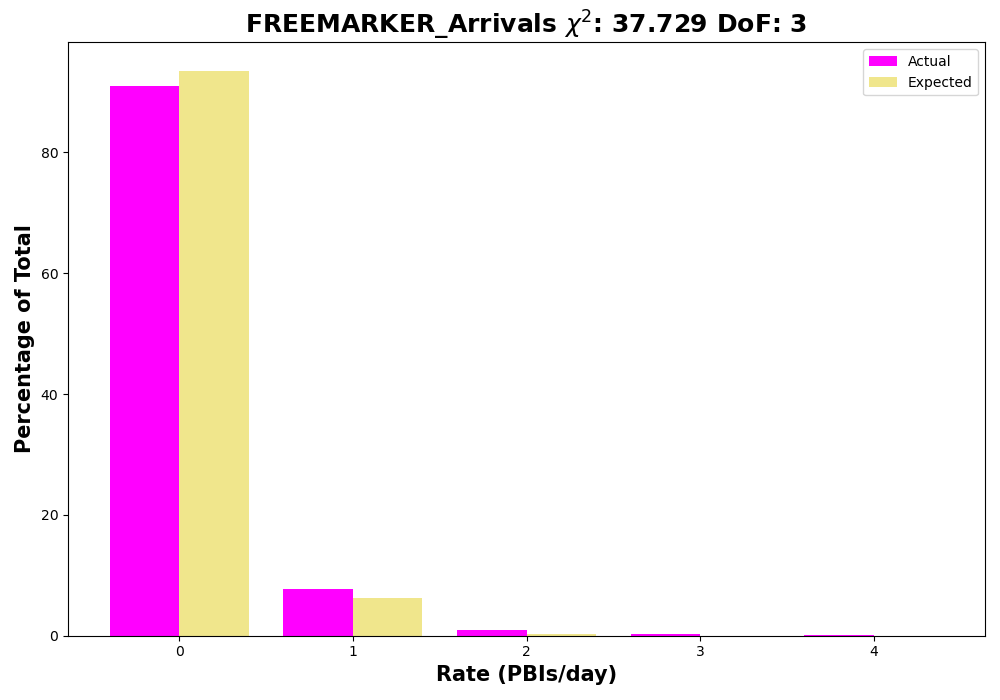 FREEMARKER_Arrivals χ²: 37.729 DoF: 3
Actual
Expected
Percentage of Total
80
60
40
20
0
0 1 2 3 4
Rate (PBIs/day)